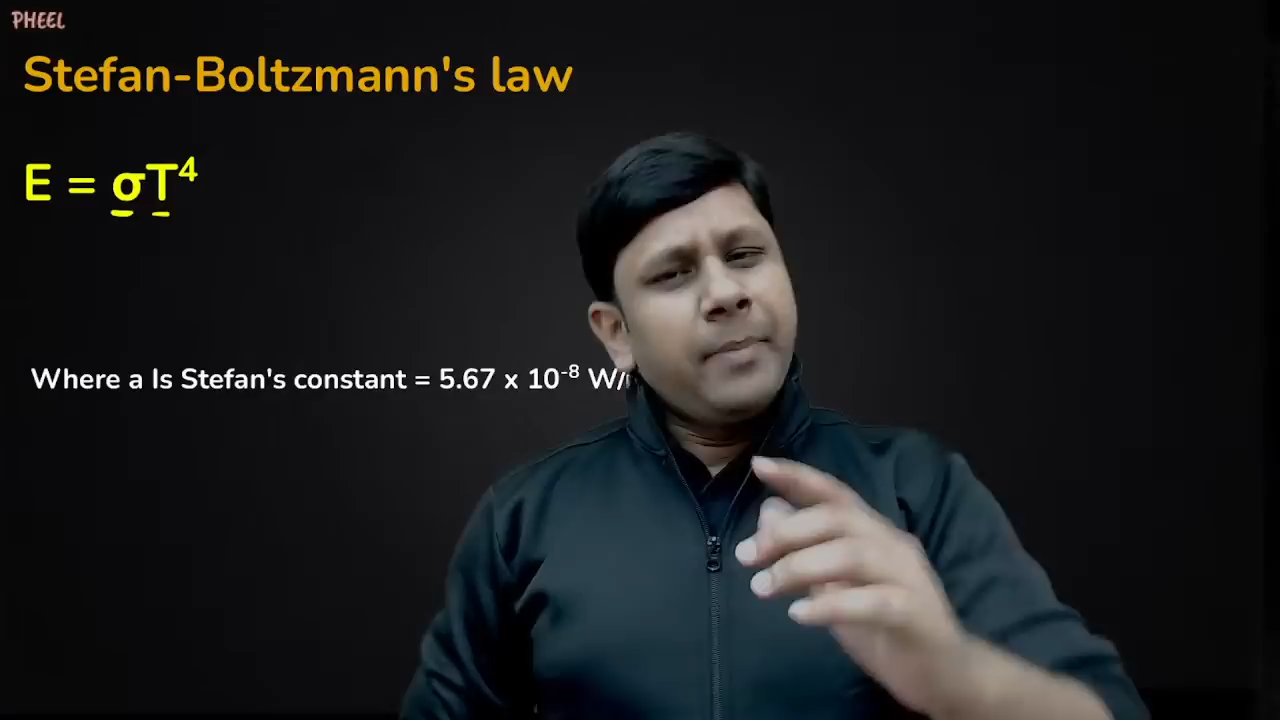 PHEEL
Stefan-Boltzmann's law
E = σT⁴
Where a Is Stefan's constant = 5.67 x 10⁻⁸ W/